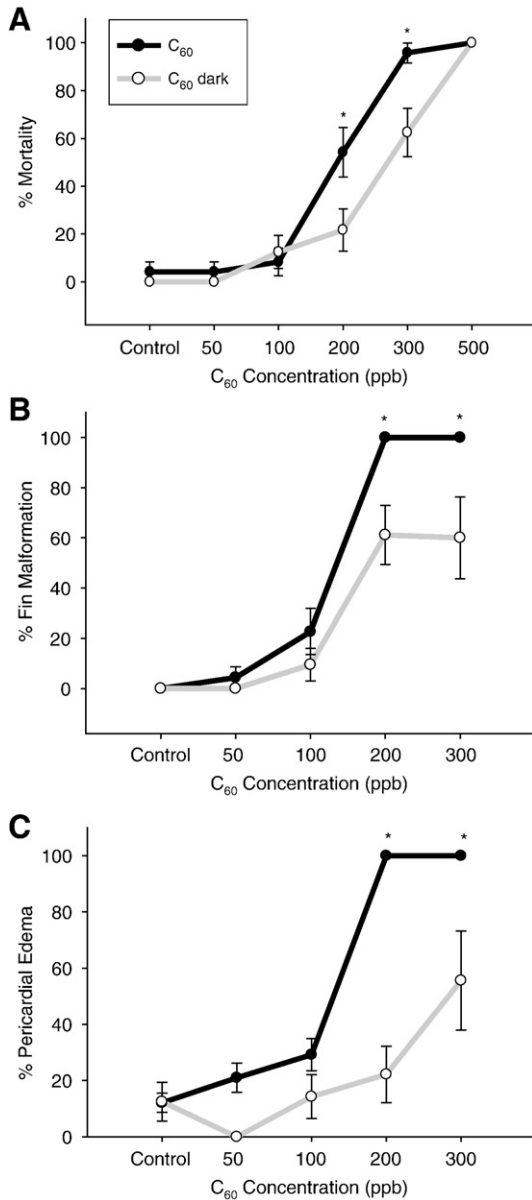 A
*
*
100
80
60
40
20
0
% Mortality
C₆₀
C₆₀ dark
Control 50 100 200 300 500
C₆₀ Concentration (ppb)
B
* *
100
80
60
40
20
0
% Fin Malformation
Control 50 100 200 300
C₆₀ Concentration (ppb)
C
* *
100
80
60
40
20
0
% Pericardial Edema
Control 50 100 200 300
C₆₀ Concentration (ppb)